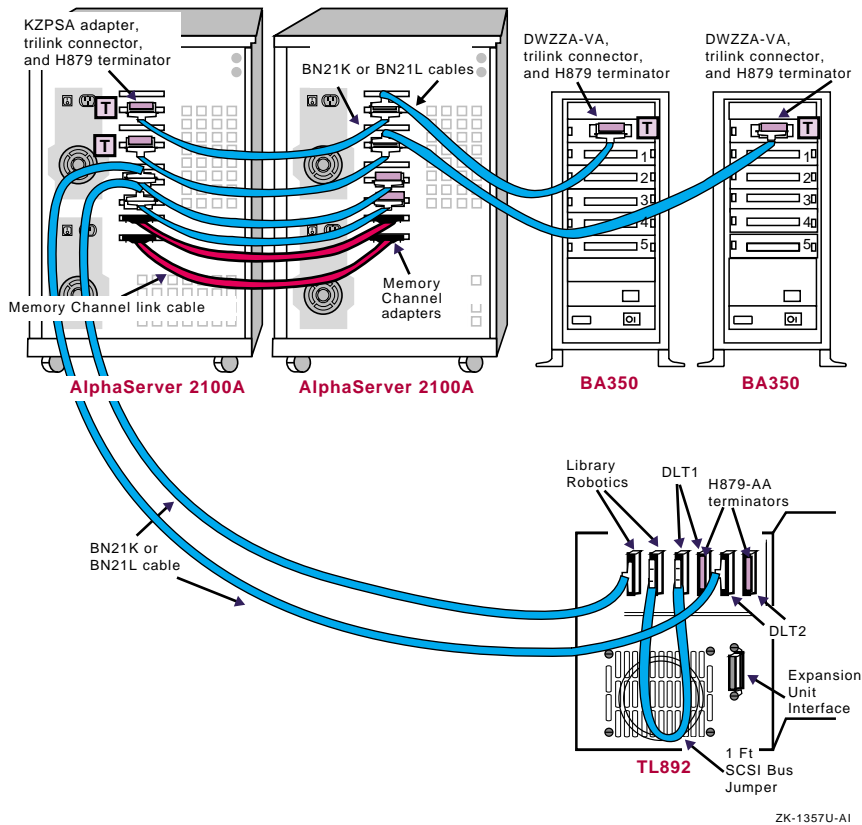 KZPSA adapter,
trilink connector,
and H879 terminator
BN21K or BN21L cables
DWZZA-VA,
trilink connector,
and H879 terminator
DWZZA-VA,
trilink connector,
and H879 terminator
T
T
T
T
1
2
3
4
5
1
2
3
4
5
Memory Channel link cable
Memory
Channel
adapters
AlphaServer 2100A
AlphaServer 2100A
BA350
BA350
BN21K or
BN21L cable
Library
Robotics
DLT1
H879-AA
terminators
DLT2
Expansion
Unit
Interface
TL892
1 Ft
SCSI Bus
Jumper
ZK-1357U-AI